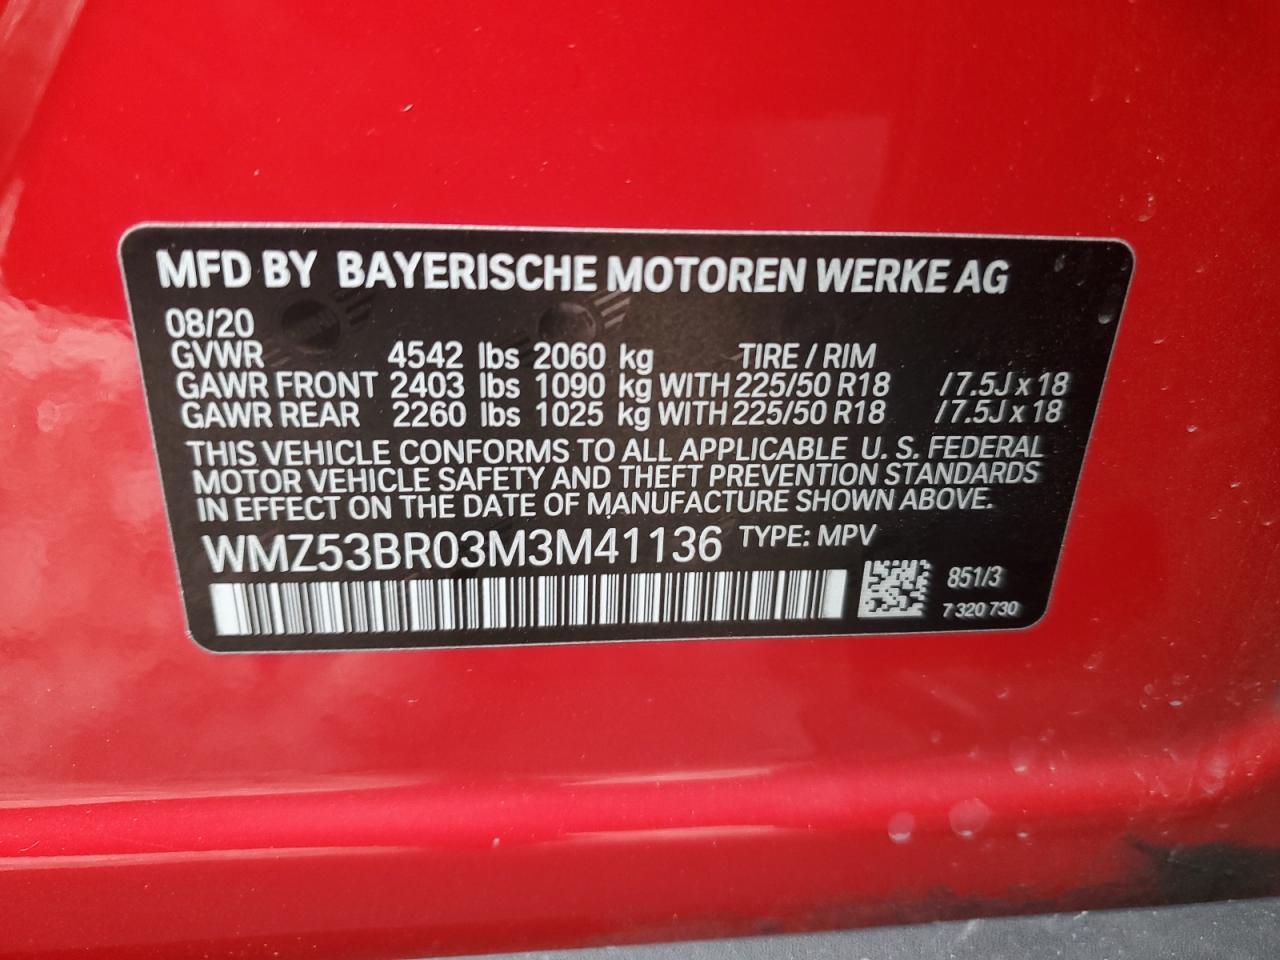 MFD BY BAYERISCHE MOTOREN WERKE AG
08/20
GVWR 4542 lbs 2060 kg TIRE / RIM
GAWR FRONT 2403 lbs 1090 kg WITH 225/50 R18 /7.5J x 18
GAWR REAR 2260 lbs 1025 kg WITH 225/50 R18 /7.5J x 18
THIS VEHICLE CONFORMS TO ALL APPLICABLE U. S. FEDERAL
MOTOR VEHICLE SAFETY AND THEFT PREVENTION STANDARDS
IN EFFECT ON THE DATE OF MANUFACTURE SHOWN ABOVE.
WMZ53BR03M3M41136 TYPE: MPV
851/3
7 320 730